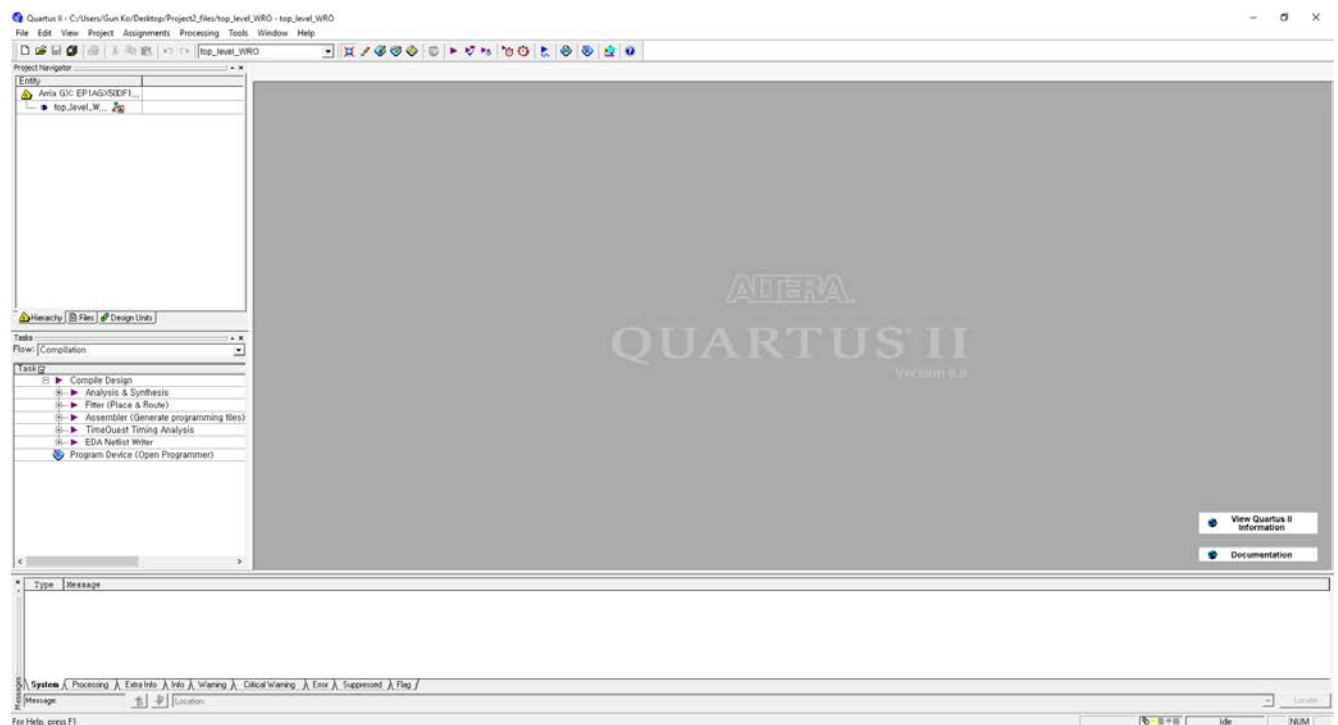 Quartus II - C:/Users/Gun Ko/Desktop/Project2_files/top_level_WRO - top_level_WRO
File Edit View Project Assignments Processing Tools Window Help
top_level_WRO
Project Navigator
Entity
Arria GX: EP1AGX50DF1...
top_level_W...
Hierarchy Files Design Units
Tasks
Flow: Compilation
Task
Compile Design
Analysis & Synthesis
Fitter (Place & Route)
Assembler (Generate programming files)
TimeQuest Timing Analysis
EDA Netlist Writer
Program Device (Open Programmer)
ALTERA
QUARTUS II
Version 9.0
View Quartus II
Information
Documentation
Type Message
System Processing Extra Info Info Warning Critical Warning Error Suppressed Flag
Messages
Message: Location: Locate
For Help, press F1 Idle NUM